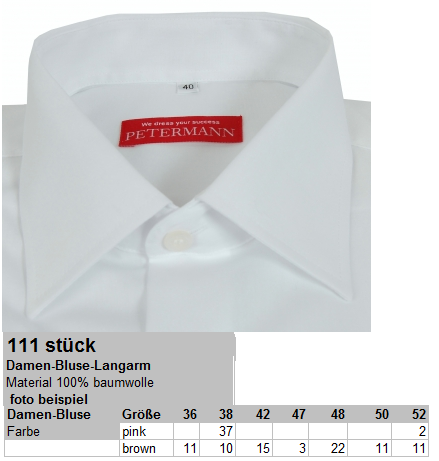 40
We dress your success
PETERMANN
111 stück
Damen-Bluse-Langarm
Material 100% baumwolle
foto beispiel
Damen-Bluse Größe 36 38 42 47 48 50 52
Farbe pink 37 2
brown 11 10 15 3 22 11 11